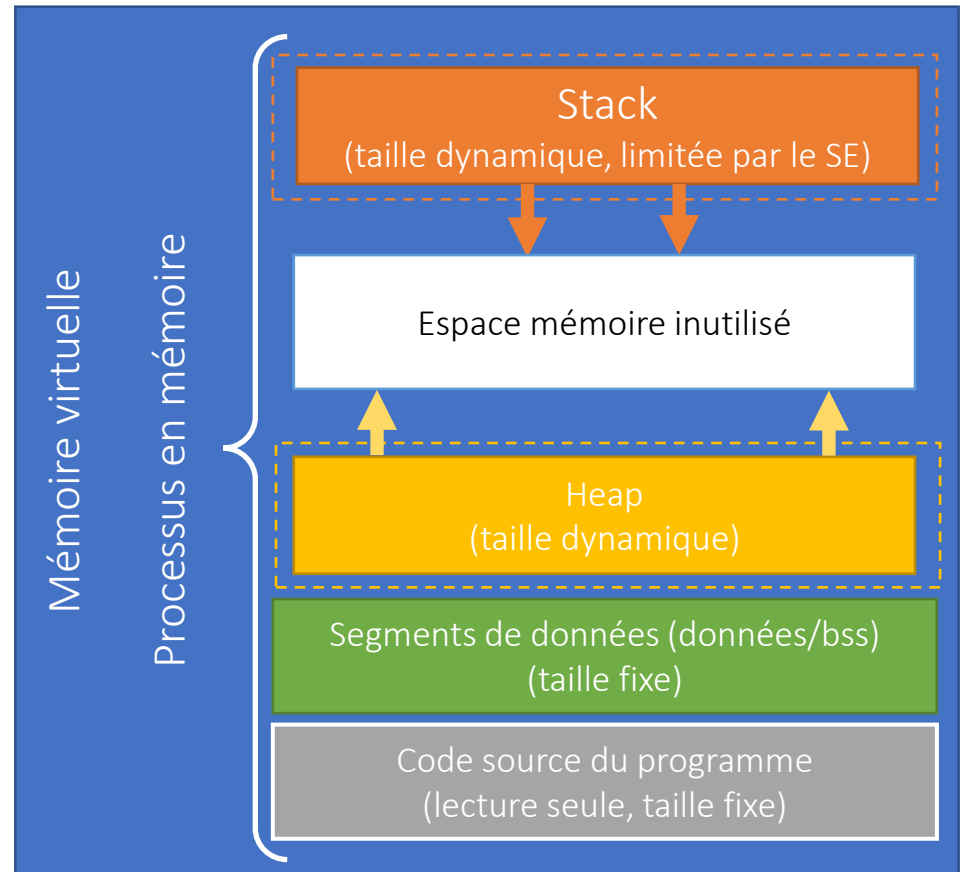 Mémoire virtuelle
Processus en mémoire
Stack
(taille dynamique, limitée par le SE)
Espace mémoire inutilisé
Heap
(taille dynamique)
Segments de données (données/bss)
(taille fixe)
Code source du programme
(lecture seule, taille fixe)